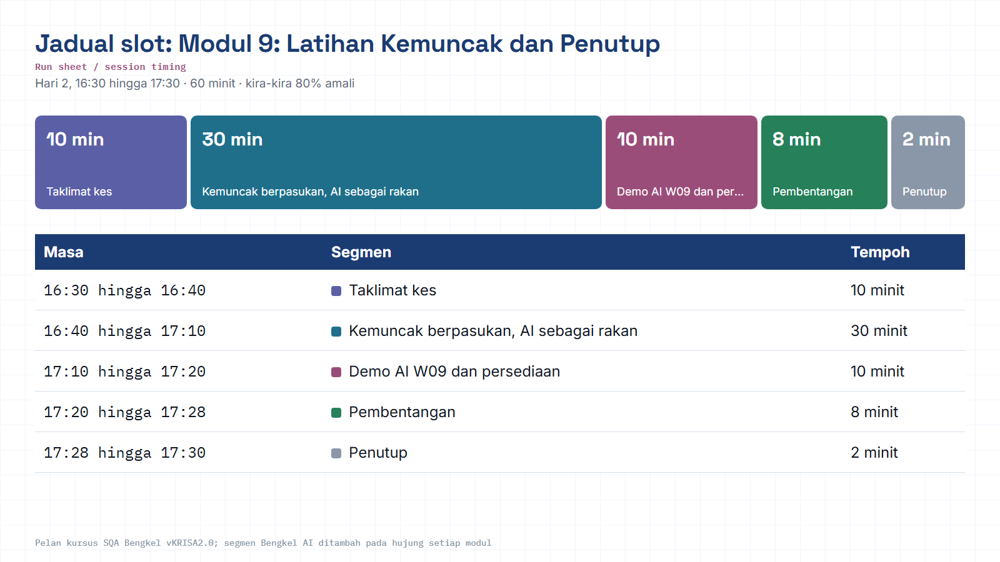 Jadual slot: Modul 9: Latihan Kemuncak dan Penutup
Run sheet / session timing
Hari 2, 16:30 hingga 17:30 · 60 minit · kira-kira 80% amali
10 min
30 min
10 min
8 min
2 min
Taklimat kes
Kemuncak berpasukan, AI sebagai rakan
Demo AI W09 dan per...
Pembentangan
Penutup
Masa Segmen Tempoh
16:30 hingga 16:40 Taklimat kes 10 minit
16:40 hingga 17:10 Kemuncak berpasukan, AI sebagai rakan 30 minit
17:10 hingga 17:20 Demo AI W09 dan persediaan 10 minit
17:20 hingga 17:28 Pembentangan 8 minit
17:28 hingga 17:30 Penutup 2 minit
Pelan kursus SQA Bengkel vKRISA2.0; segmen Bengkel AI ditambah pada hujung setiap modul